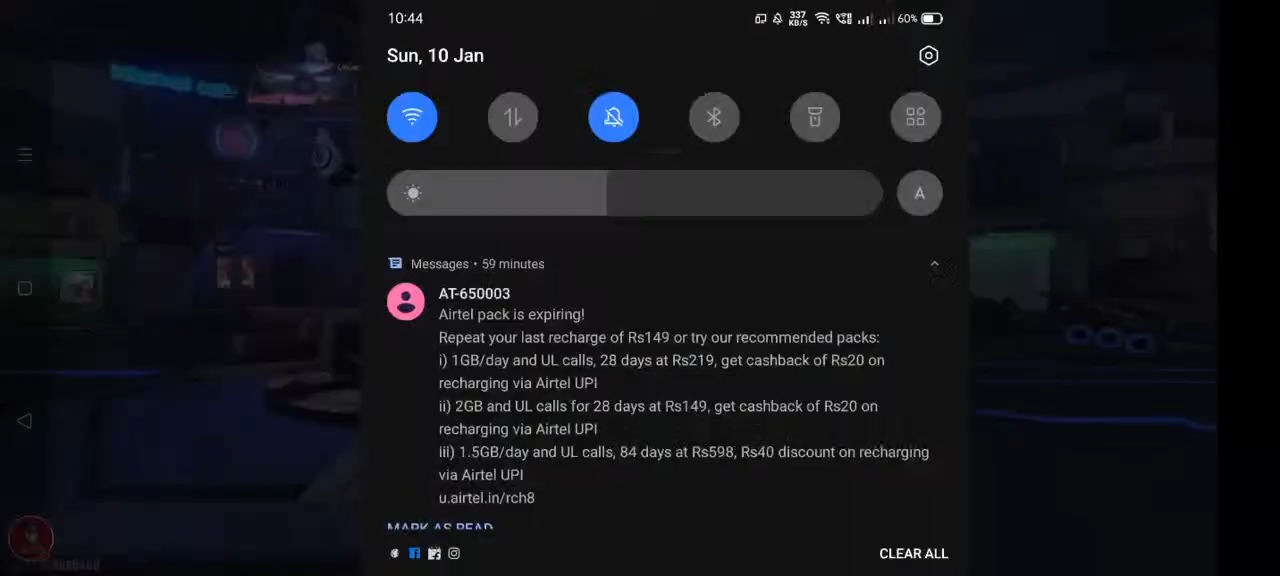 10:44
337
KB/S
60%
Sun, 10 Jan
A
Messages • 59 minutes
AT-650003
Airtel pack is expiring!
Repeat your last recharge of Rs149 or try our recommended packs:
i) 1GB/day and UL calls, 28 days at Rs219, get cashback of Rs20 on
recharging via Airtel UPI
ii) 2GB and UL calls for 28 days at Rs149, get cashback of Rs20 on
recharging via Airtel UPI
iii) 1.5GB/day and UL calls, 84 days at Rs598, Rs40 discount on recharging
via Airtel UPI
u.airtel.in/rch8
MARK AS READ
CLEAR ALL